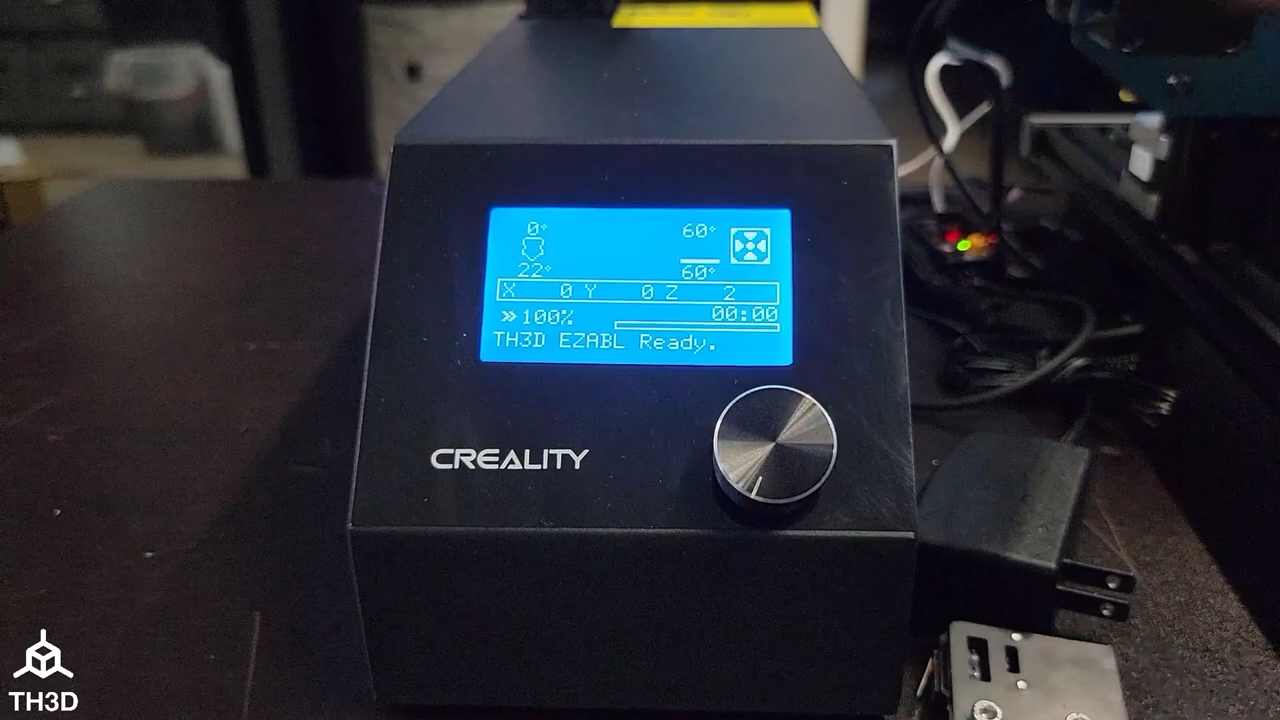 0° 60°
22° 60°
X 0 Y 0 Z 2
00:00
»100%
TH3D EZABL Ready.
CREALITY
TH3D